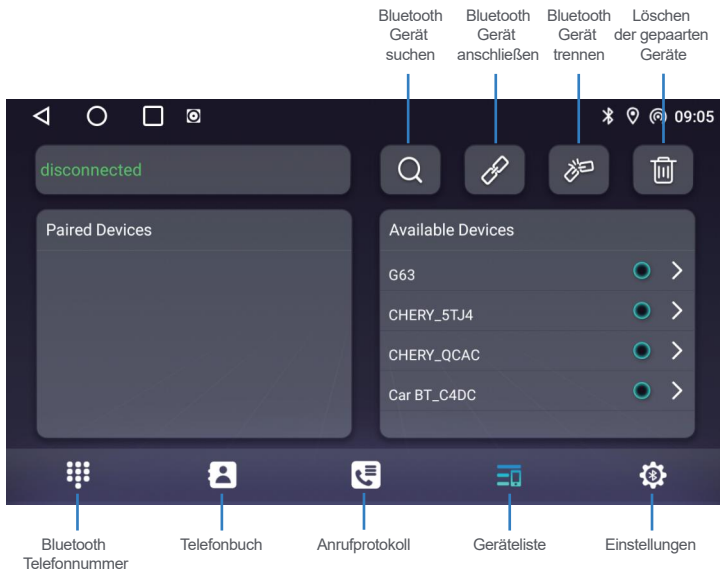 Bluetooth
Gerät
suchen
Bluetooth
Gerät
anschließen
Bluetooth
Gerät
trennen
Löschen
der gepaarten
Geräte
09:05
disconnected
Paired Devices
Available Devices
G63
CHERY_5TJ4
CHERY_QCAC
Car BT_C4DC
Bluetooth
Telefonnummer
Telefonbuch
Anrufprotokoll
Geräteliste
Einstellungen